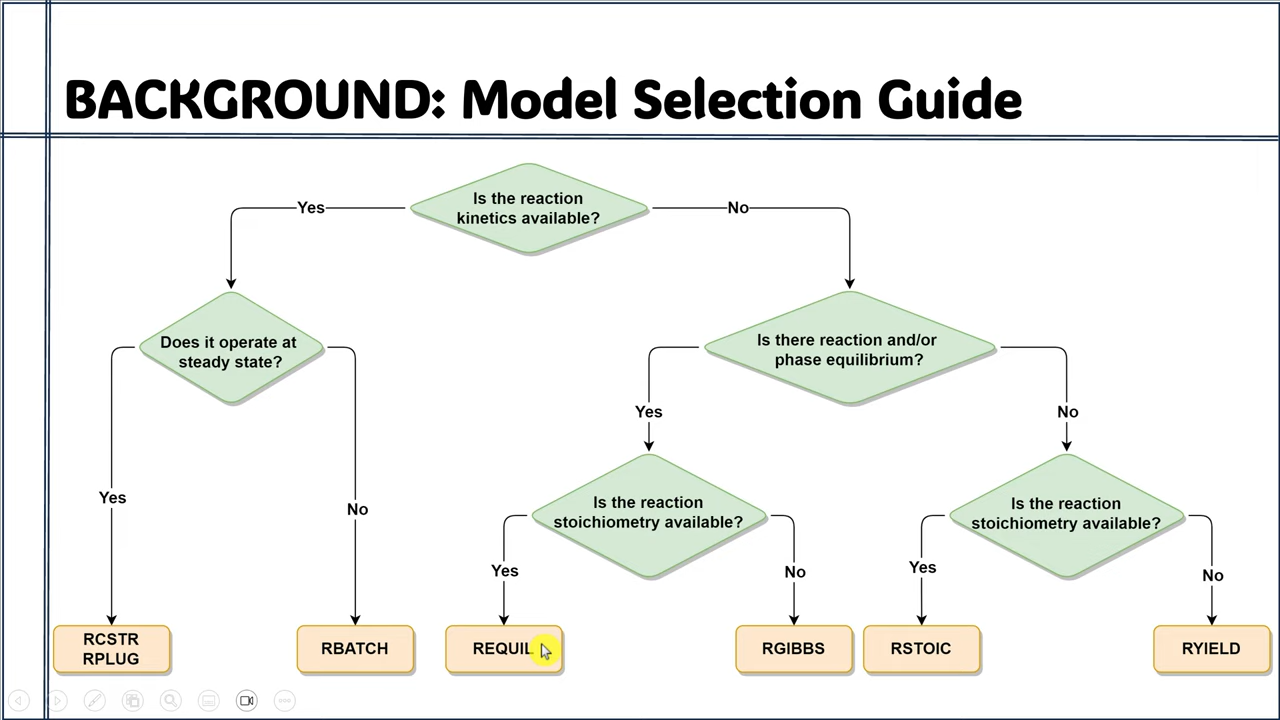 BACKGROUND: Model Selection Guide
Is the reaction
kinetics available?
Yes
No
Does it operate at
steady state?
Is there reaction and/or
phase equilibrium?
Yes
No
Yes
No
Is the reaction
stoichiometry available?
Is the reaction
stoichiometry available?
Yes
No
Yes
No
RCSTR
RPLUG
RBATCH
REQUIL
RGIBBS
RSTOIC
RYIELD